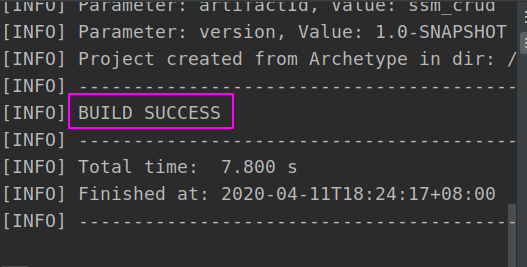 [INFO] Parameter: artifactId, Value: ssm_crud
[INFO] Parameter: version, Value: 1.0-SNAPSHOT
[INFO] Project created from Archetype in dir: /
[INFO] -----------------------------------------
[INFO] BUILD SUCCESS
[INFO] -----------------------------------------
[INFO] Total time:  7.800 s
[INFO] Finished at: 2020-04-11T18:24:17+08:00
[INFO] -----------------------------------------